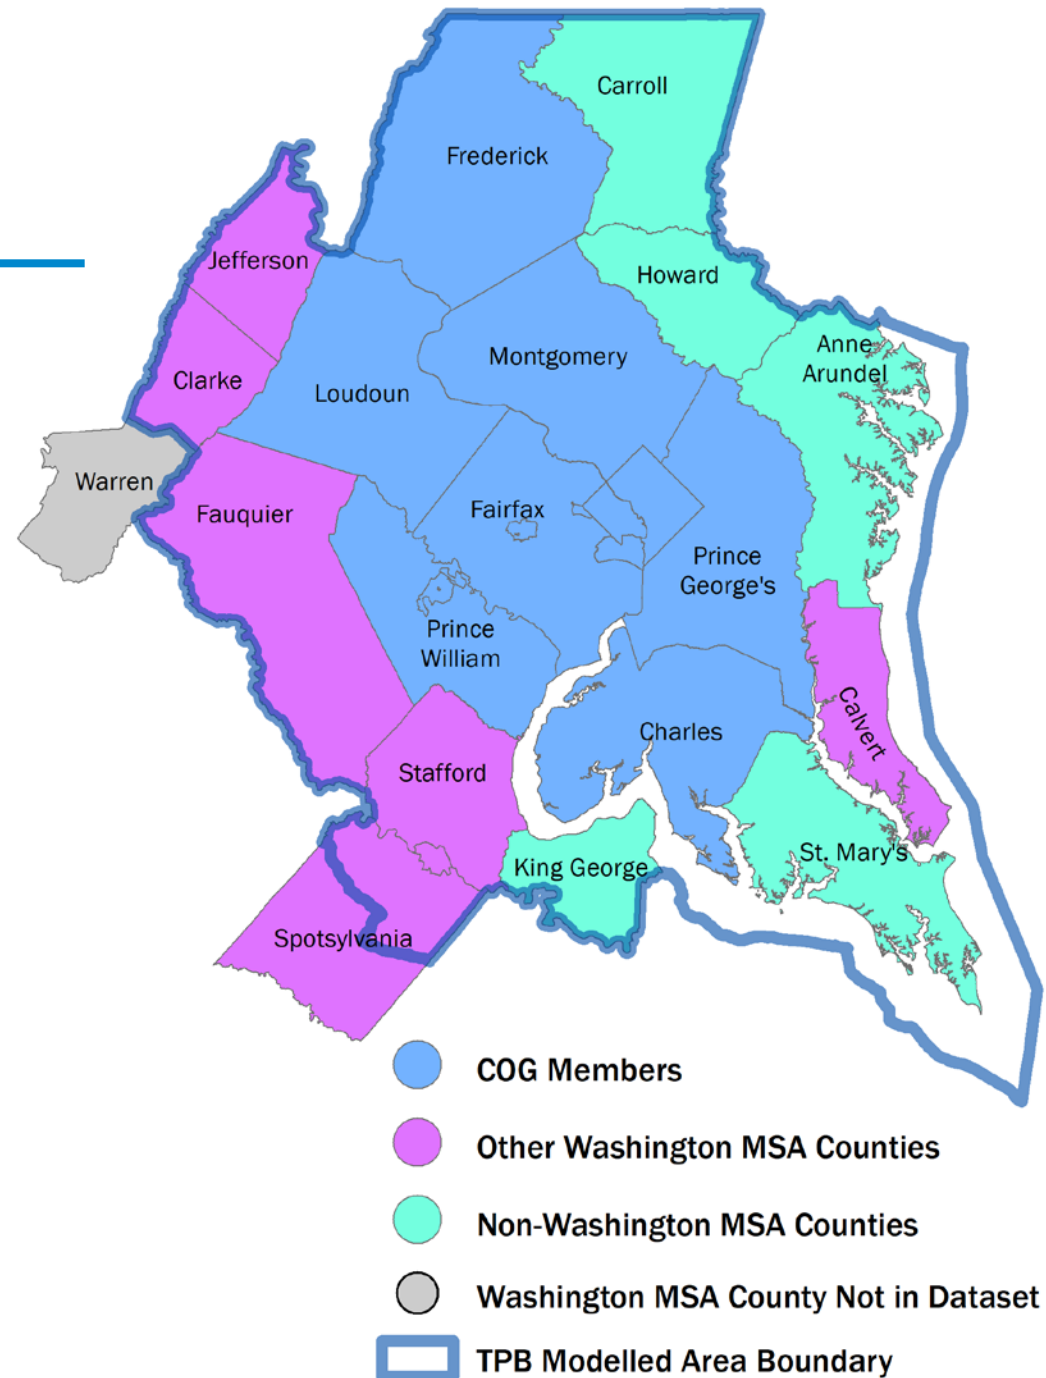 Carroll
Frederick
Jefferson
Howard
Anne
Arundel
Montgomery
Clarke
Loudoun
Warren
Fauquier
Fairfax
Prince
George's
Prince
William
Calvert
Charles
Stafford
St. Mary's
King George
Spotsylvania
COG Members
Other Washington MSA Counties
Non-Washington MSA Counties
Washington MSA County Not in Dataset
TPB Modelled Area Boundary